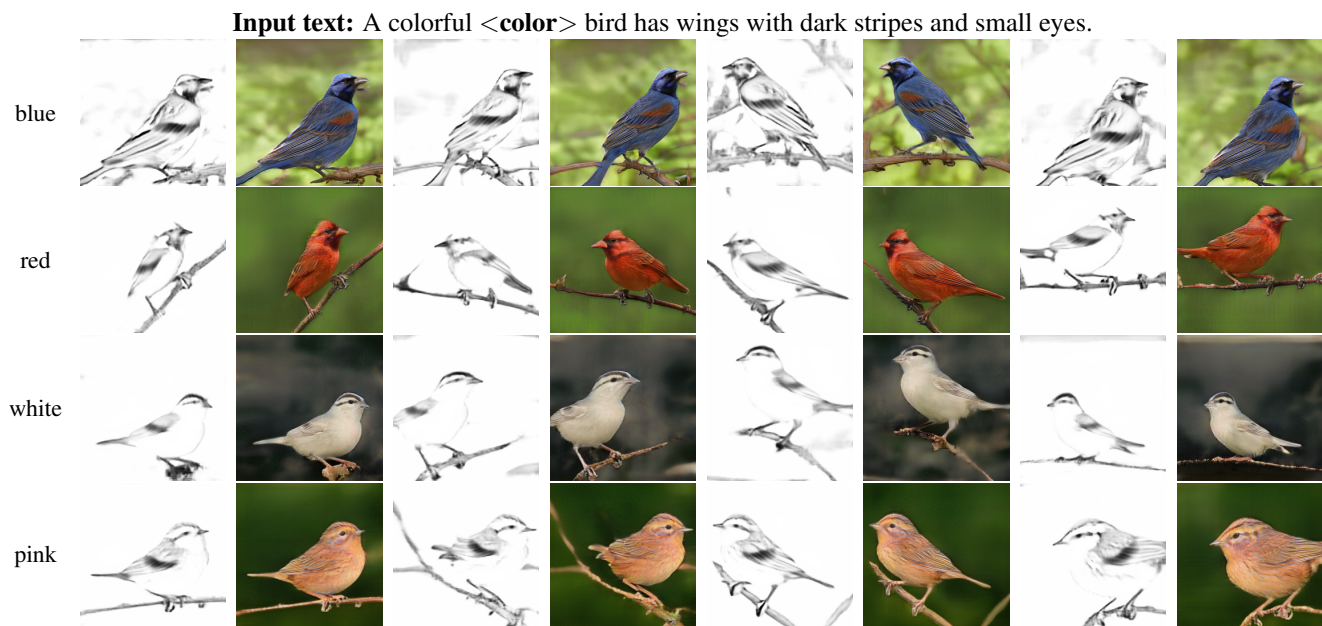 Input text: A colorful <color> bird has wings with dark stripes and small eyes.
blue
red
white
pink